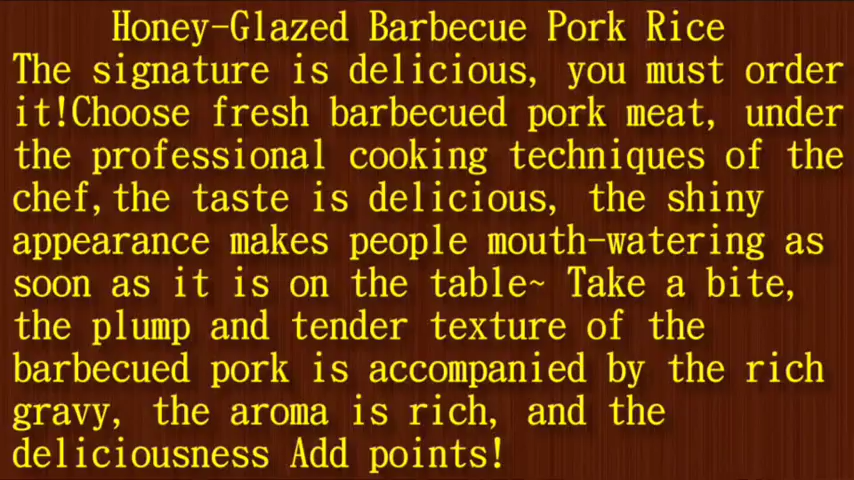 Honey-Glazed Barbecue Pork Rice
The signature is delicious, you must order
it!Choose fresh barbecued pork meat, under
the professional cooking techniques of the
chef,the taste is delicious, the shiny
appearance makes people mouth-watering as
soon as it is on the table~ Take a bite,
the plump and tender texture of the
barbecued pork is accompanied by the rich
gravy, the aroma is rich, and the
deliciousness Add points!